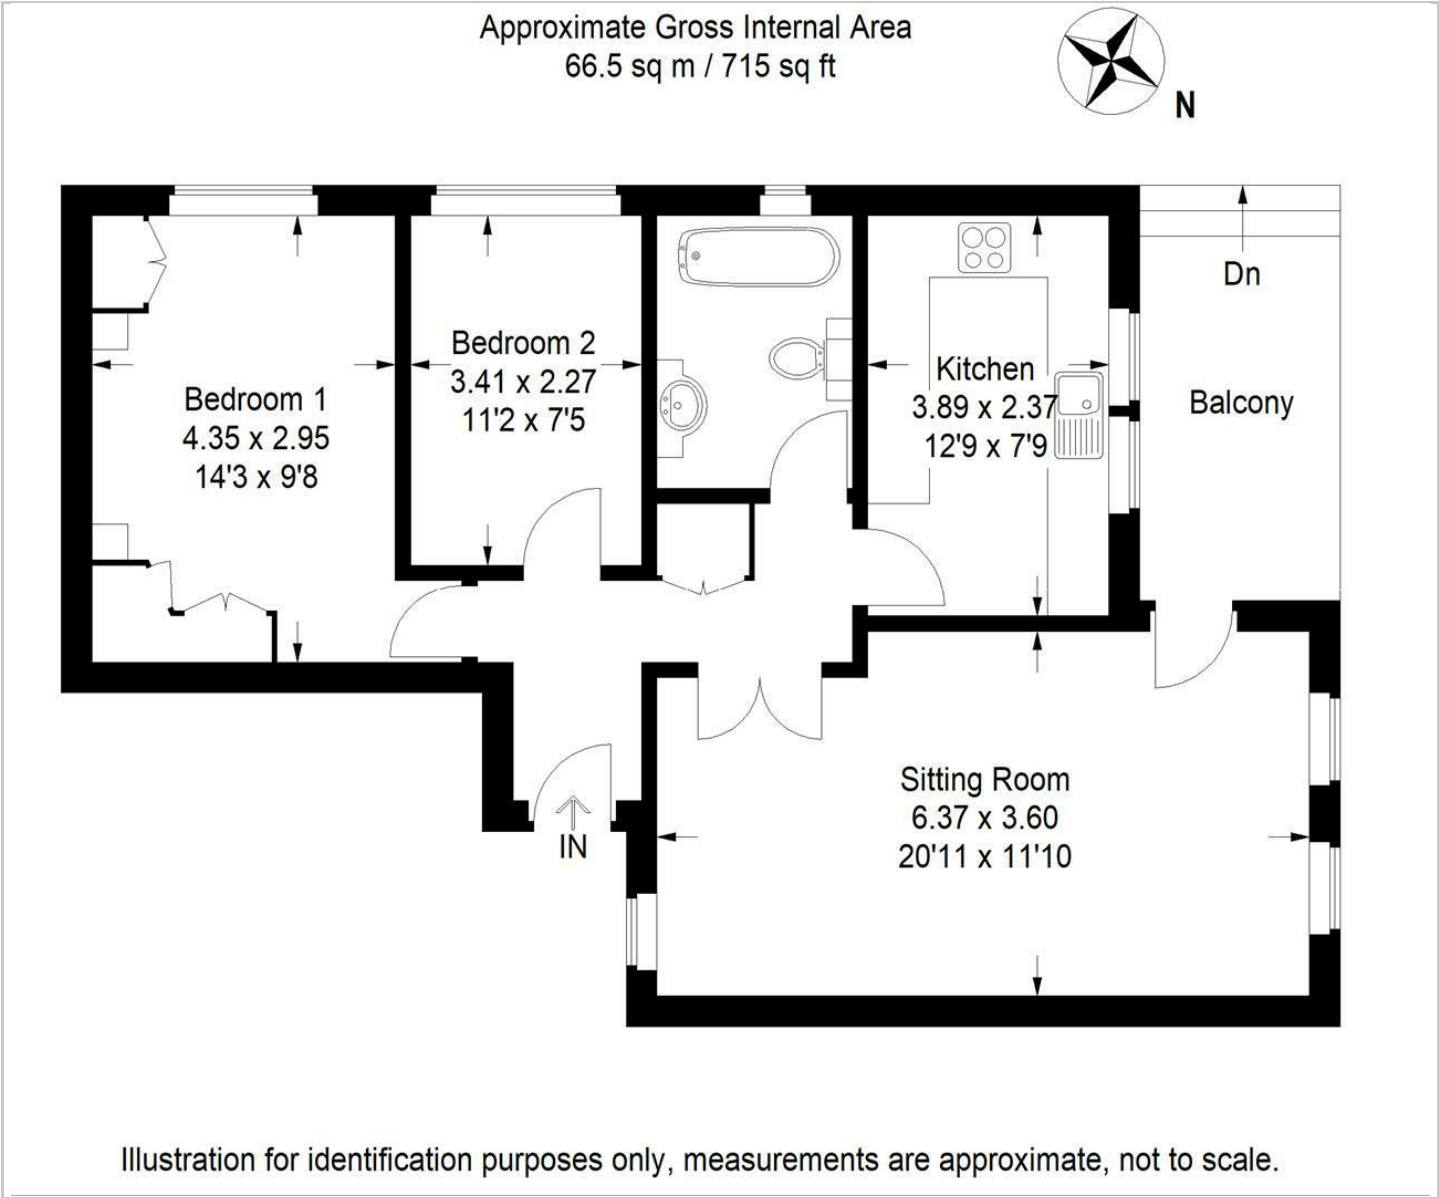 Approximate Gross Internal Area
66.5 sq m / 715 sq ft
N
Dn
Bedroom 1
4.35 x 2.95
14'3 x 9'8
Bedroom 2
3.41 x 2.27
11'2 x 7'5
Kitchen
3.89 x 2.37
12'9 x 7'9
Balcony
Sitting Room
6.37 x 3.60
20'11 x 11'10
IN
Illustration for identification purposes only, measurements are approximate, not to scale.